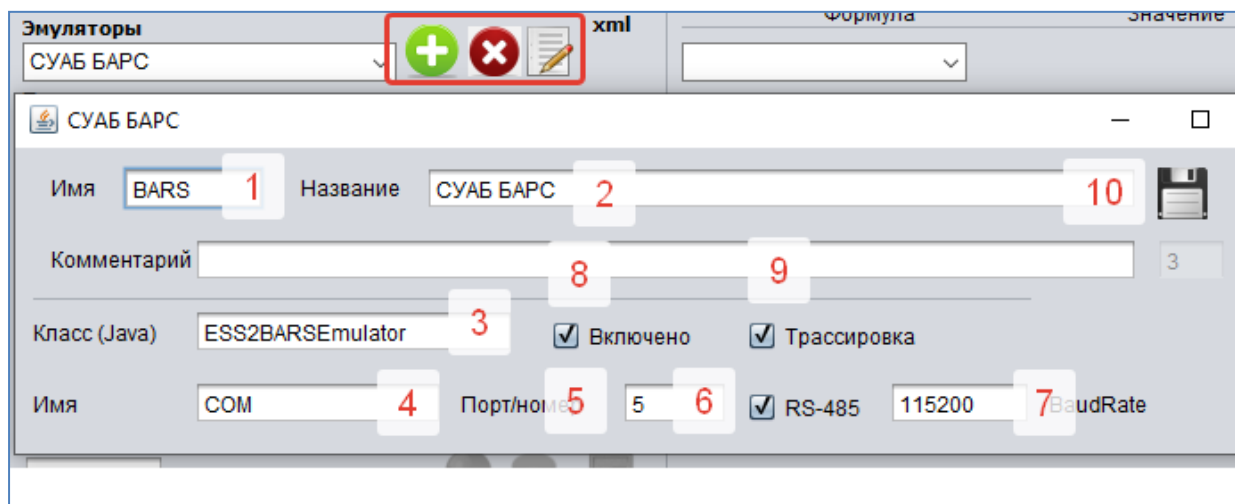 Эмуляторы xml Формула Значение
СУАБ БАРС
СУАБ БАРС
Имя BARS 1 Название СУАБ БАРС 2 10
Комментарий 8 9 3
Класс (Java) ESS2BARSEmulator 3 Включено Трассировка
Имя COM 4 Порт/номер 5 5 6 RS-485 115200 7 BaudRate